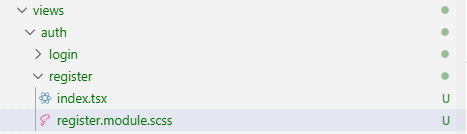 views
auth
login
register
index.tsx U
register.module.scss U